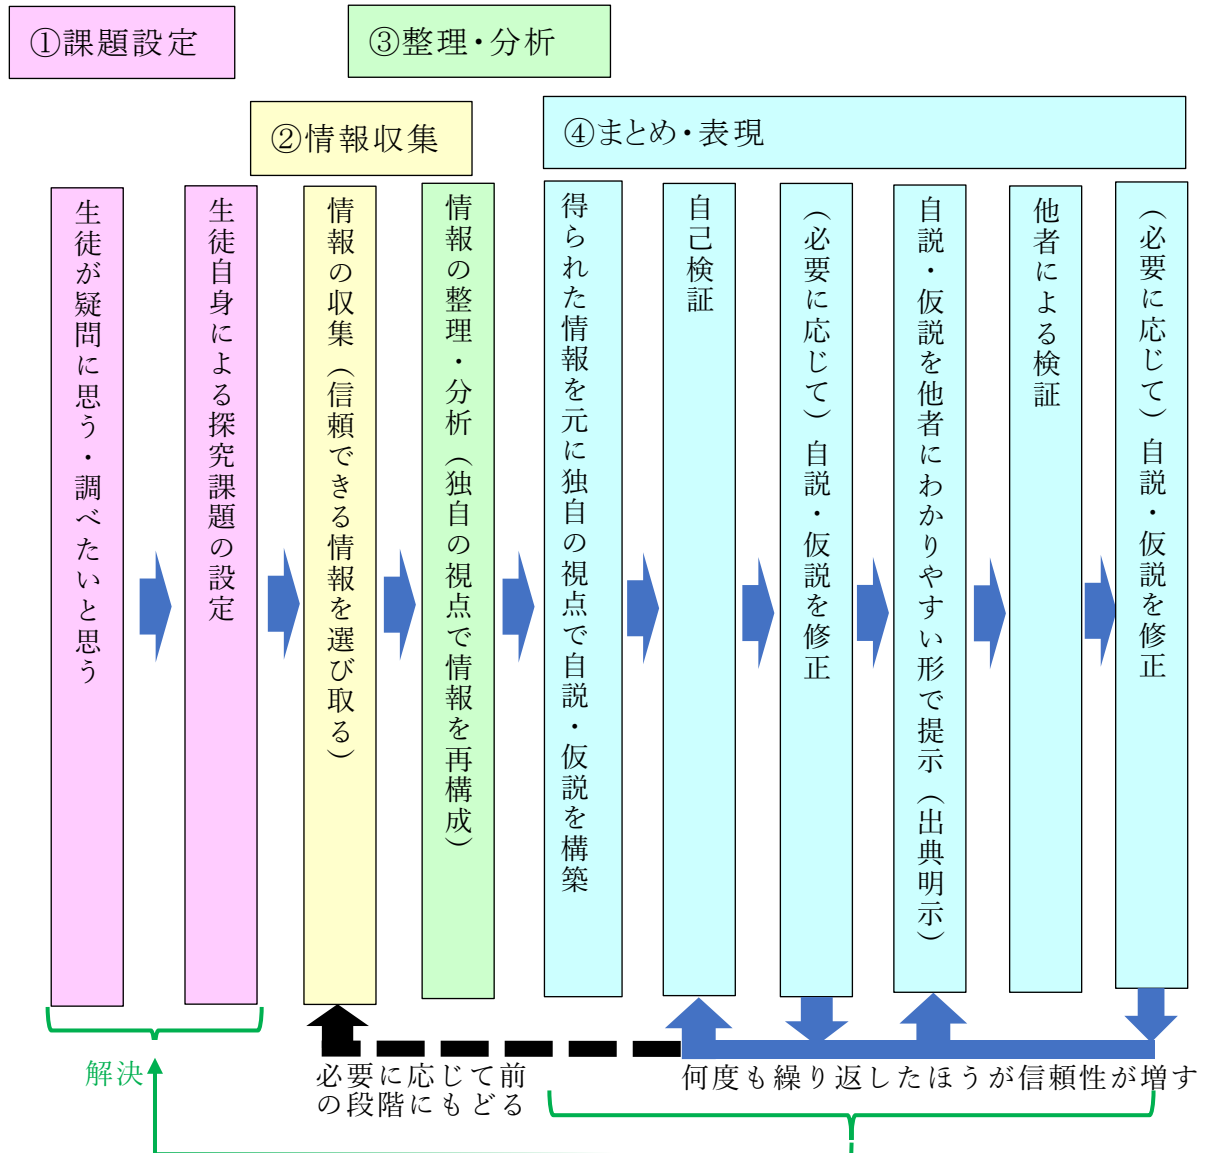 ①課題設定
③整理・分析
②情報収集
④まとめ・表現
生徒が疑問に思う・調べたいと思う
生徒自身による探究課題の設定
情報の収集（信頼できる情報を選び取る）
情報の整理・分析（独自の視点で情報を再構成）
得られた情報を元に独自の視点で自説・仮説を構築
自己検証
（必要に応じて）自説・仮説を修正
自説・仮説を他者にわかりやすい形で提示（出典明示）
他者による検証
（必要に応じて）自説・仮説を修正
解決
必要に応じて前
の段階にもどる
何度も繰り返したほうが信頼性が増す